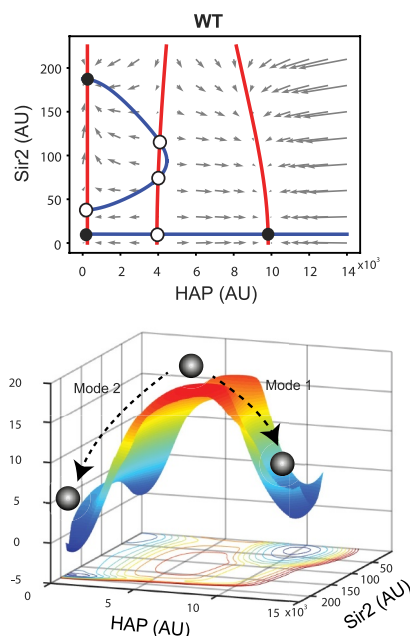 WT
200
150
100
50
0
Sir2 (AU)
0 2 4 6 8 10 12 14 x10³
HAP (AU)
Mode 2
Mode 1
20
15
10
5
0
-5
0 5 10 15 x10³
HAP (AU)
200 150 100 50
Sir2 (AU)